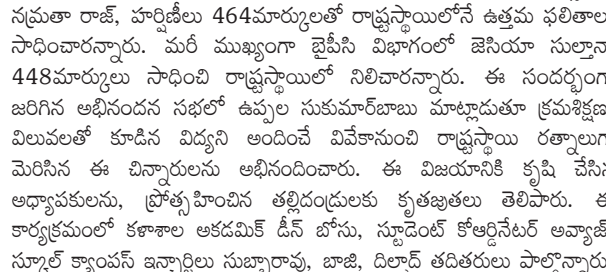 నమ్రతా రాజ్, హర్షిణీలు 464మార్కులతో రాష్ట్రస్థాయిలోనే ఉత్తమ ఫలితాల
సాధించారన్నారు. మరీ ముఖ్యంగా బైపీసి విభాగంలో జెసియా సుల్తానా
448మార్కులు సాధించి రాష్ట్రస్థాయిలో నిలిచారన్నారు. ఈ సందర్భంగా
జరిగిన అభినందన సభలో ఉప్పల సుకుమార్‌బాబు మాట్లాడుతూ క్రమశిక్షణ
విలువలతో కూడిన విద్యని అందించే వివేకానుంచి రాష్ట్రస్థాయి రత్నాలుగ
మెరిసిన ఈ చిన్నారులను అభినందించారు. ఈ విజయానికి కృషి చేసిన
అధ్యాపకులను, ప్రోత్సహించిన తల్లిదండ్రులకు కృతజ్ఞతలు తెలిపారు. ఈ
కార్యక్రమంలో కళాశాల అకడమిక్ డీన్ బోసు, స్టూడెంట్ కోఆర్డినేటర్ అవ్యాజ్
స్కూల్ క్యాంపస్ ఇన్చార్జిలు సుబ్బారావు, బాజి, దిల్షాద్ తదితరులు పాల్గొన్నారు